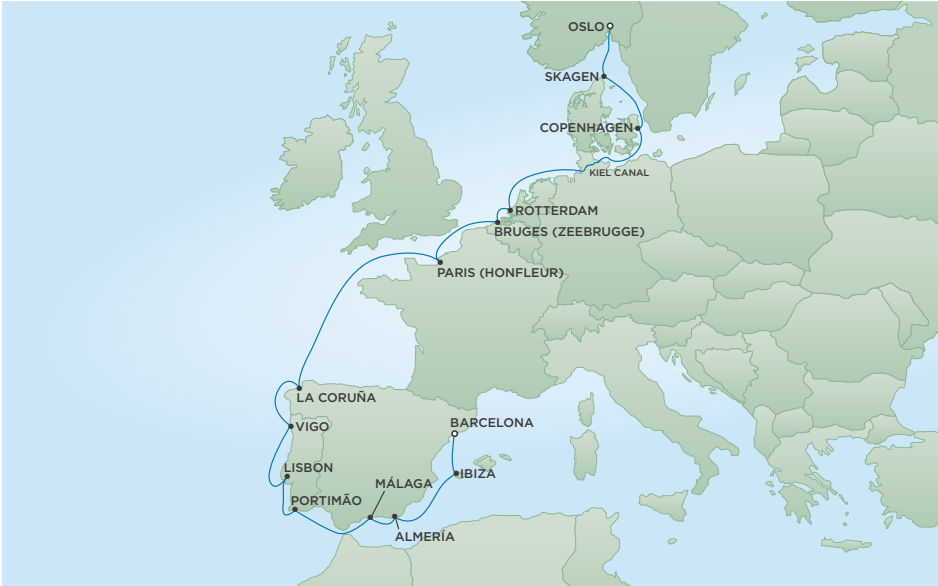 OSLO
SKAGEN
COPENHAGEN
KIEL CANAL
ROTTERDAM
BRUGES (ZEEBRUGGE)
PARIS (HONFLEUR)
LA CORUÑA
VIGO
BARCELONA
LISBON
IBIZA
MÁLAGA
PORTIMÃO
ALMERÍA